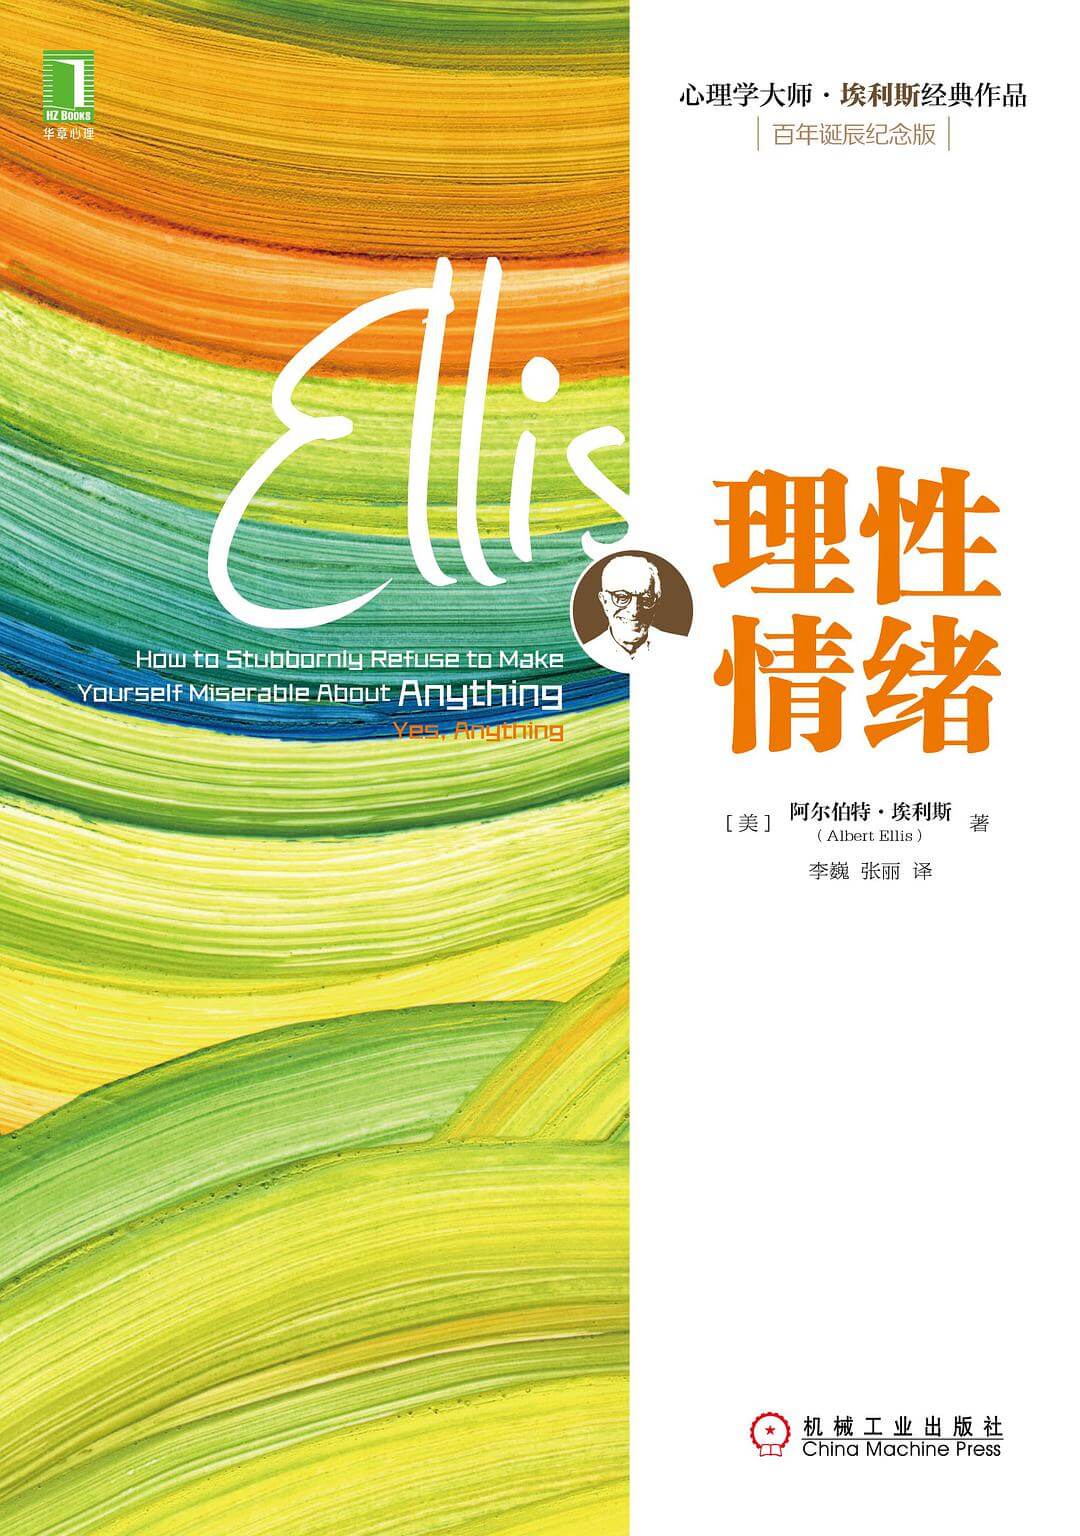 HZ Books
华章心理
心理学大师·埃利斯经典作品
百年诞辰纪念版
Ellis
How to Stubbornly Refuse to Make
Yourself Miserable About Anything
Yes, Anything
理性
情绪
[美] 阿尔伯特·埃利斯 著
(Albert Ellis)
李巍 张丽 译
机械工业出版社
China Machine Press